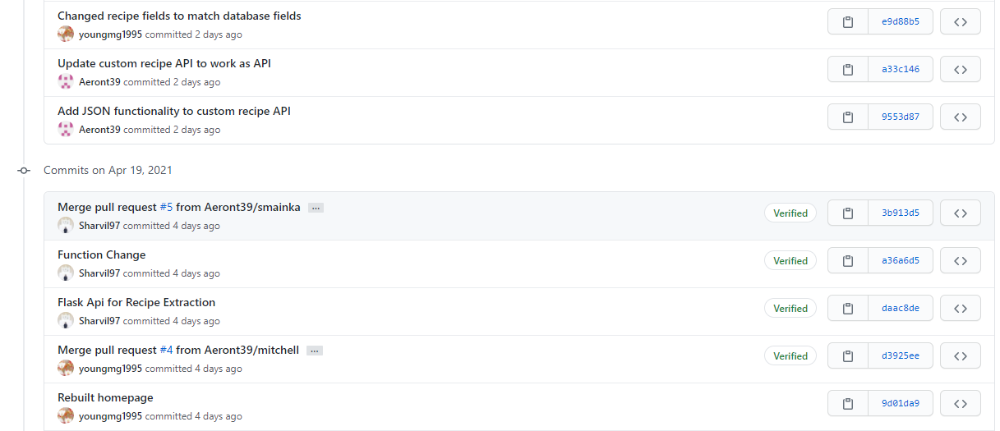 Changed recipe fields to match database fields
youngmg1995 committed 2 days ago
e9d88b5
Update custom recipe API to work as API
Aeront39 committed 2 days ago
a33c146
Add JSON functionality to custom recipe API
Aeront39 committed 2 days ago
9553d87
Commits on Apr 19, 2021
Merge pull request #5 from Aeront39/smainka ...
Sharvil97 committed 4 days ago
Verified
3b913d5
Function Change
Sharvil97 committed 4 days ago
Verified
a36a6d5
Flask Api for Recipe Extraction
Sharvil97 committed 4 days ago
Verified
daac8de
Merge pull request #4 from Aeront39/mitchell ...
youngmg1995 committed 4 days ago
Verified
d3925ee
Rebuilt homepage
youngmg1995 committed 4 days ago
9d01da9